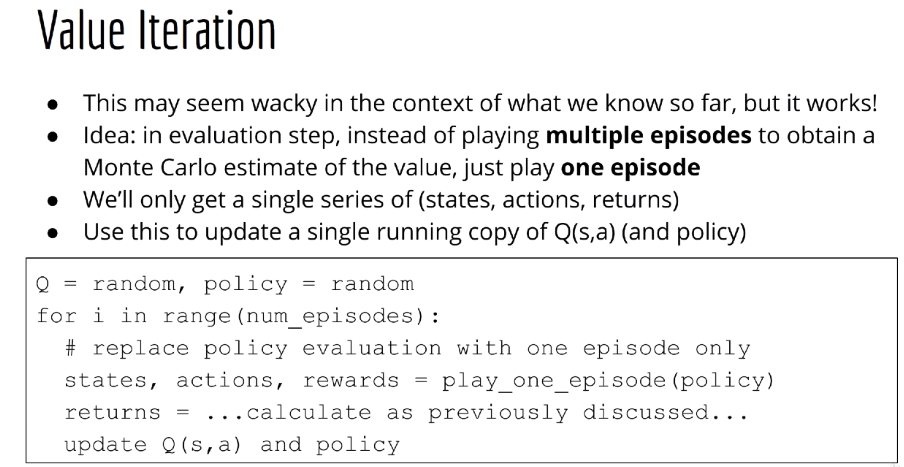 Value Iteration
● This may seem wacky in the context of what we know so far, but it works!
● Idea: in evaluation step, instead of playing multiple episodes to obtain a
Monte Carlo estimate of the value, just play one episode
● We'll only get a single series of (states, actions, returns)
● Use this to update a single running copy of Q(s,a) (and policy)
Q = random, policy = random
for i in range(num_episodes):
  # replace policy evaluation with one episode only
  states, actions, rewards = play_one_episode(policy)
  returns = ...calculate as previously discussed...
  update Q(s,a) and policy